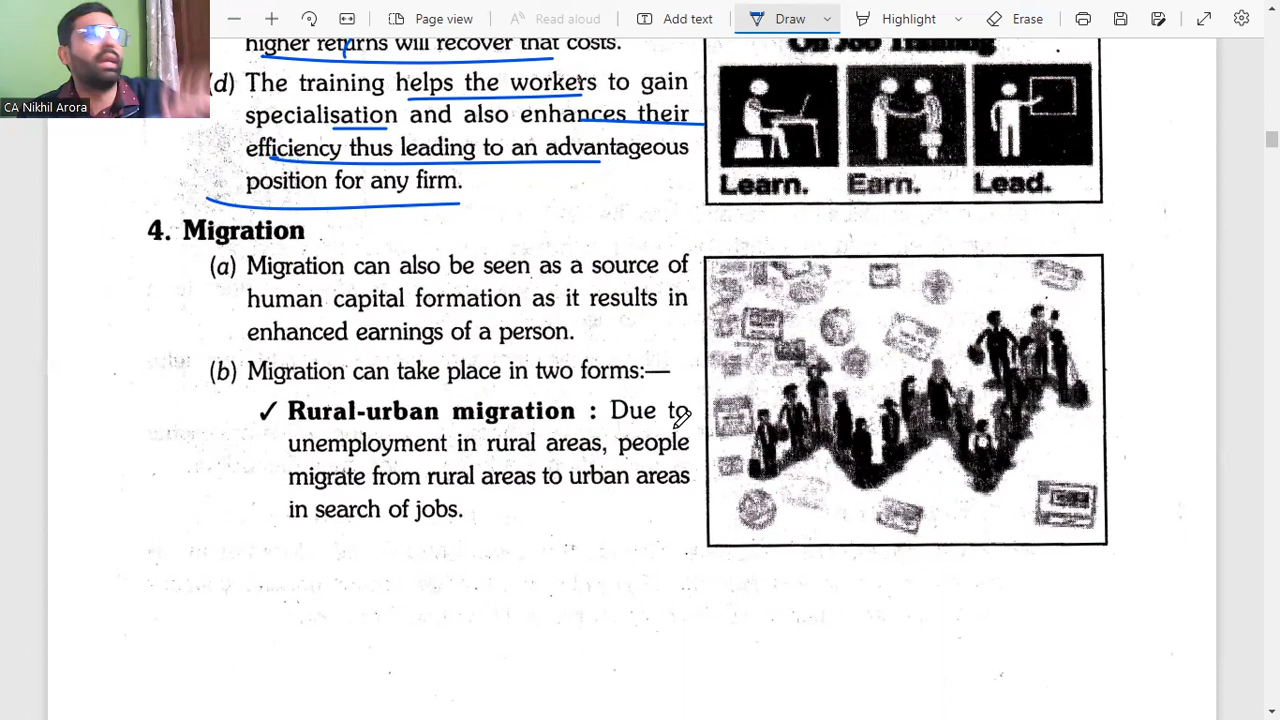 Page view
Read aloud
Add text
Draw
Highlight
Erase
CA Nikhil Arora
higher returns will recover that costs.
On Job Training
(d) The training helps the workers to gain
specialisation and also enhances their
efficiency thus leading to an advantageous
position for any firm.
Learn. Earn. Lead.
4. Migration
(a) Migration can also be seen as a source of
human capital formation as it results in
enhanced earnings of a person.
(b) Migration can take place in two forms:—
✓ Rural-urban migration : Due to
unemployment in rural areas, people
migrate from rural areas to urban areas
in search of jobs.